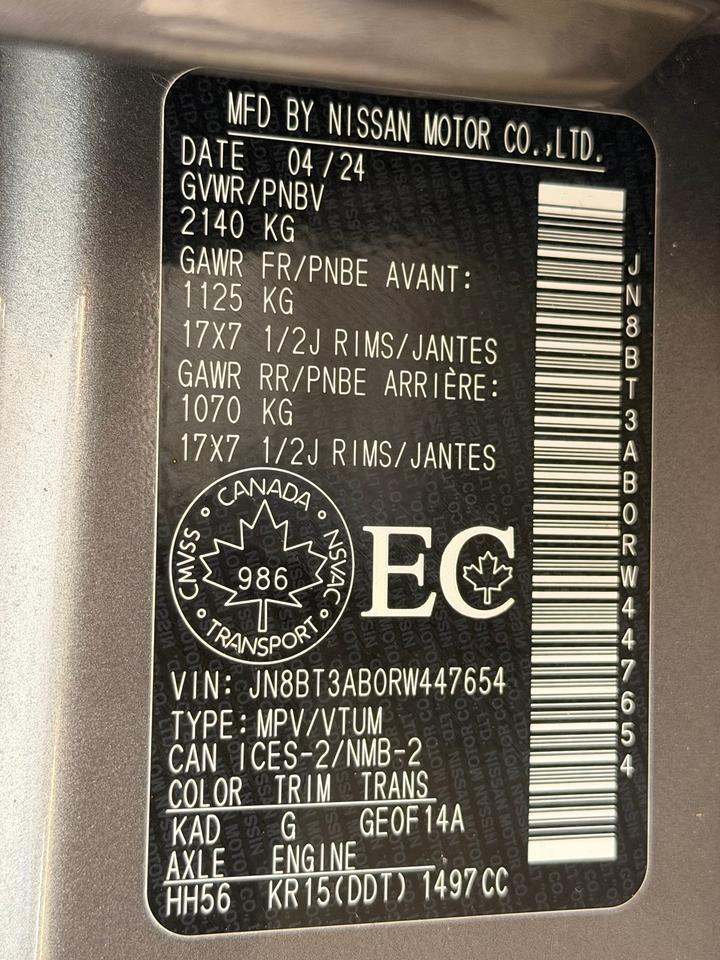 MFD BY NISSAN MOTOR CO.,LTD.
DATE 04/24
GVWR/PNBV
2140 KG
GAWR FR/PNBE AVANT:
1125 KG
17X7 1/2J RIMS/JANTES
GAWR RR/PNBE ARRIÈRE:
1070 KG
17X7 1/2J RIMS/JANTES
CANADA
CMVSS
NSVAC
986
TRANSPORT
EC
VIN: JN8BT3AB0RW447654
TYPE: MPV/VTUM
CAN ICES-2/NMB-2
COLOR TRIM TRANS
KAD G GE0F14A
AXLE ENGINE
HH56 KR15(DDT) 1497CC
JN8BT3AB0RW447654